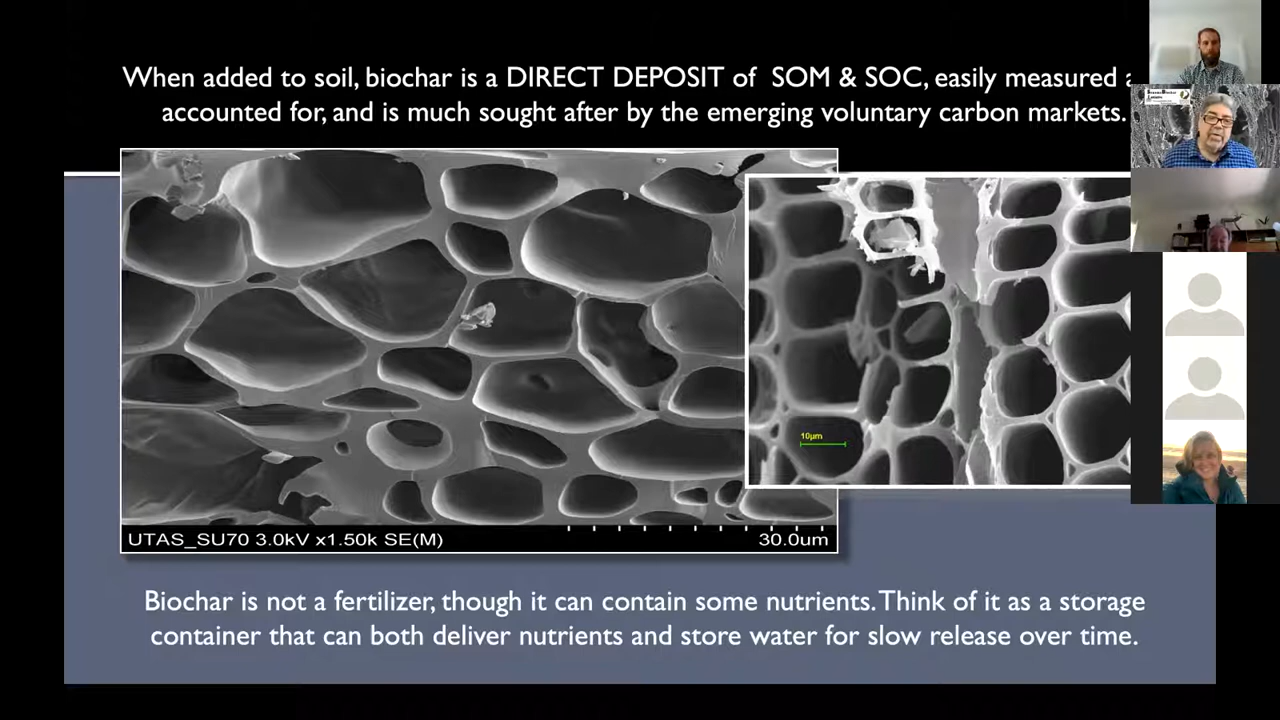 When added to soil, biochar is a DIRECT DEPOSIT of SOM & SOC, easily measured
accounted for, and is much sought after by the emerging voluntary carbon markets.
10µm
UTAS_SU70 3.0kV x1.50k SE(M) 30.0um
Biochar is not a fertilizer, though it can contain some nutrients. Think of it as a storage
container that can both deliver nutrients and store water for slow release over time.